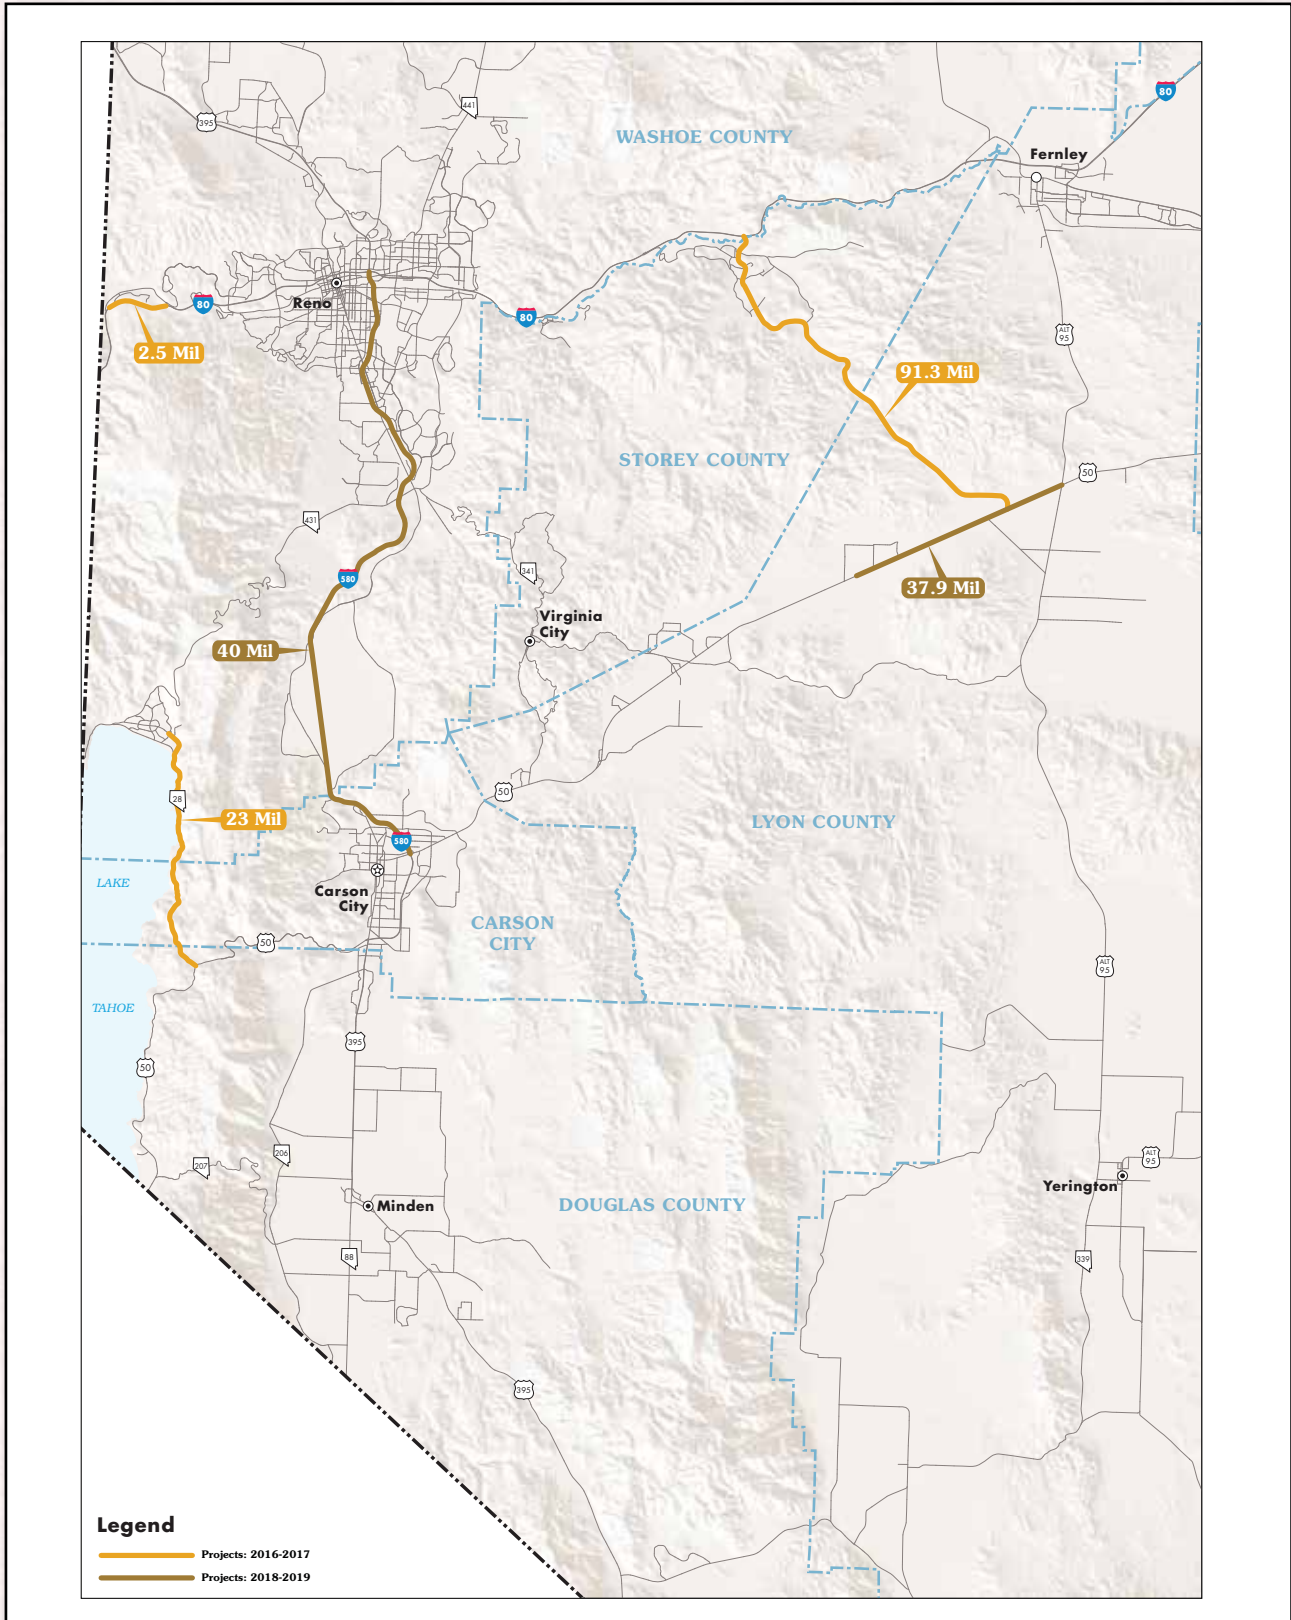 441
80
395
WASHOE COUNTY
Fernley
Reno
80
80
ALT
95
2.5 Mil
91.3 Mil
STOREY COUNTY
50
431
341
580
37.9 Mil
Virginia
City
40 Mil
50
28
23 Mil
LYON COUNTY
580
LAKE
Carson
City
CARSON
CITY
50
ALT
95
TAHOE
395
50
206
207
ALT
95
Yerington
Minden
DOUGLAS COUNTY
88
339
395
Legend
Projects: 2016-2017
Projects: 2018-2019